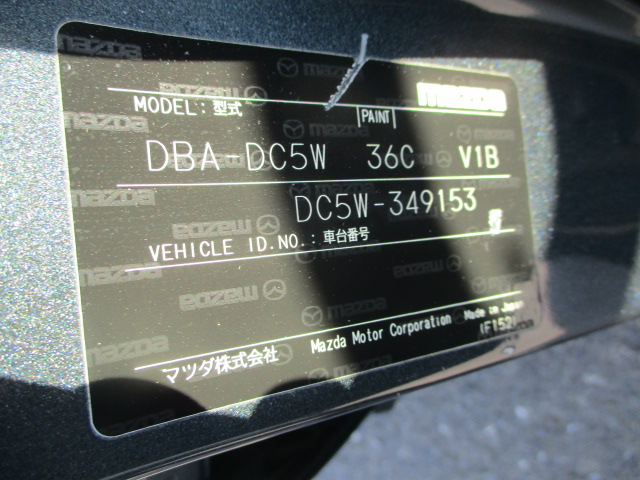 mazda
MODEL: 型式 PAINT
DBA-DC5W 36C V1B
DC5W-349153
VEHICLE ID.NO.: 車台番号
マツダ株式会社 Mazda Motor Corporation Made in Japan
(F152)